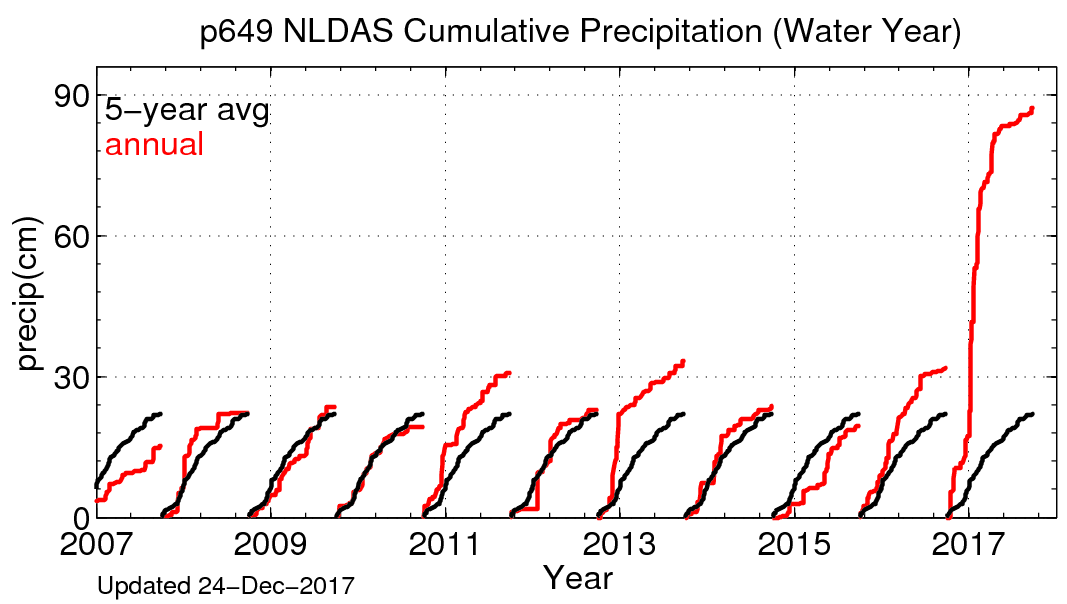 p649 NLDAS Cumulative Precipitation (Water Year)
90
5−year avg
annual
60
precip(cm)
30
0
2007 2009 2011 2013 2015 2017
Year
Updated 24−Dec−2017